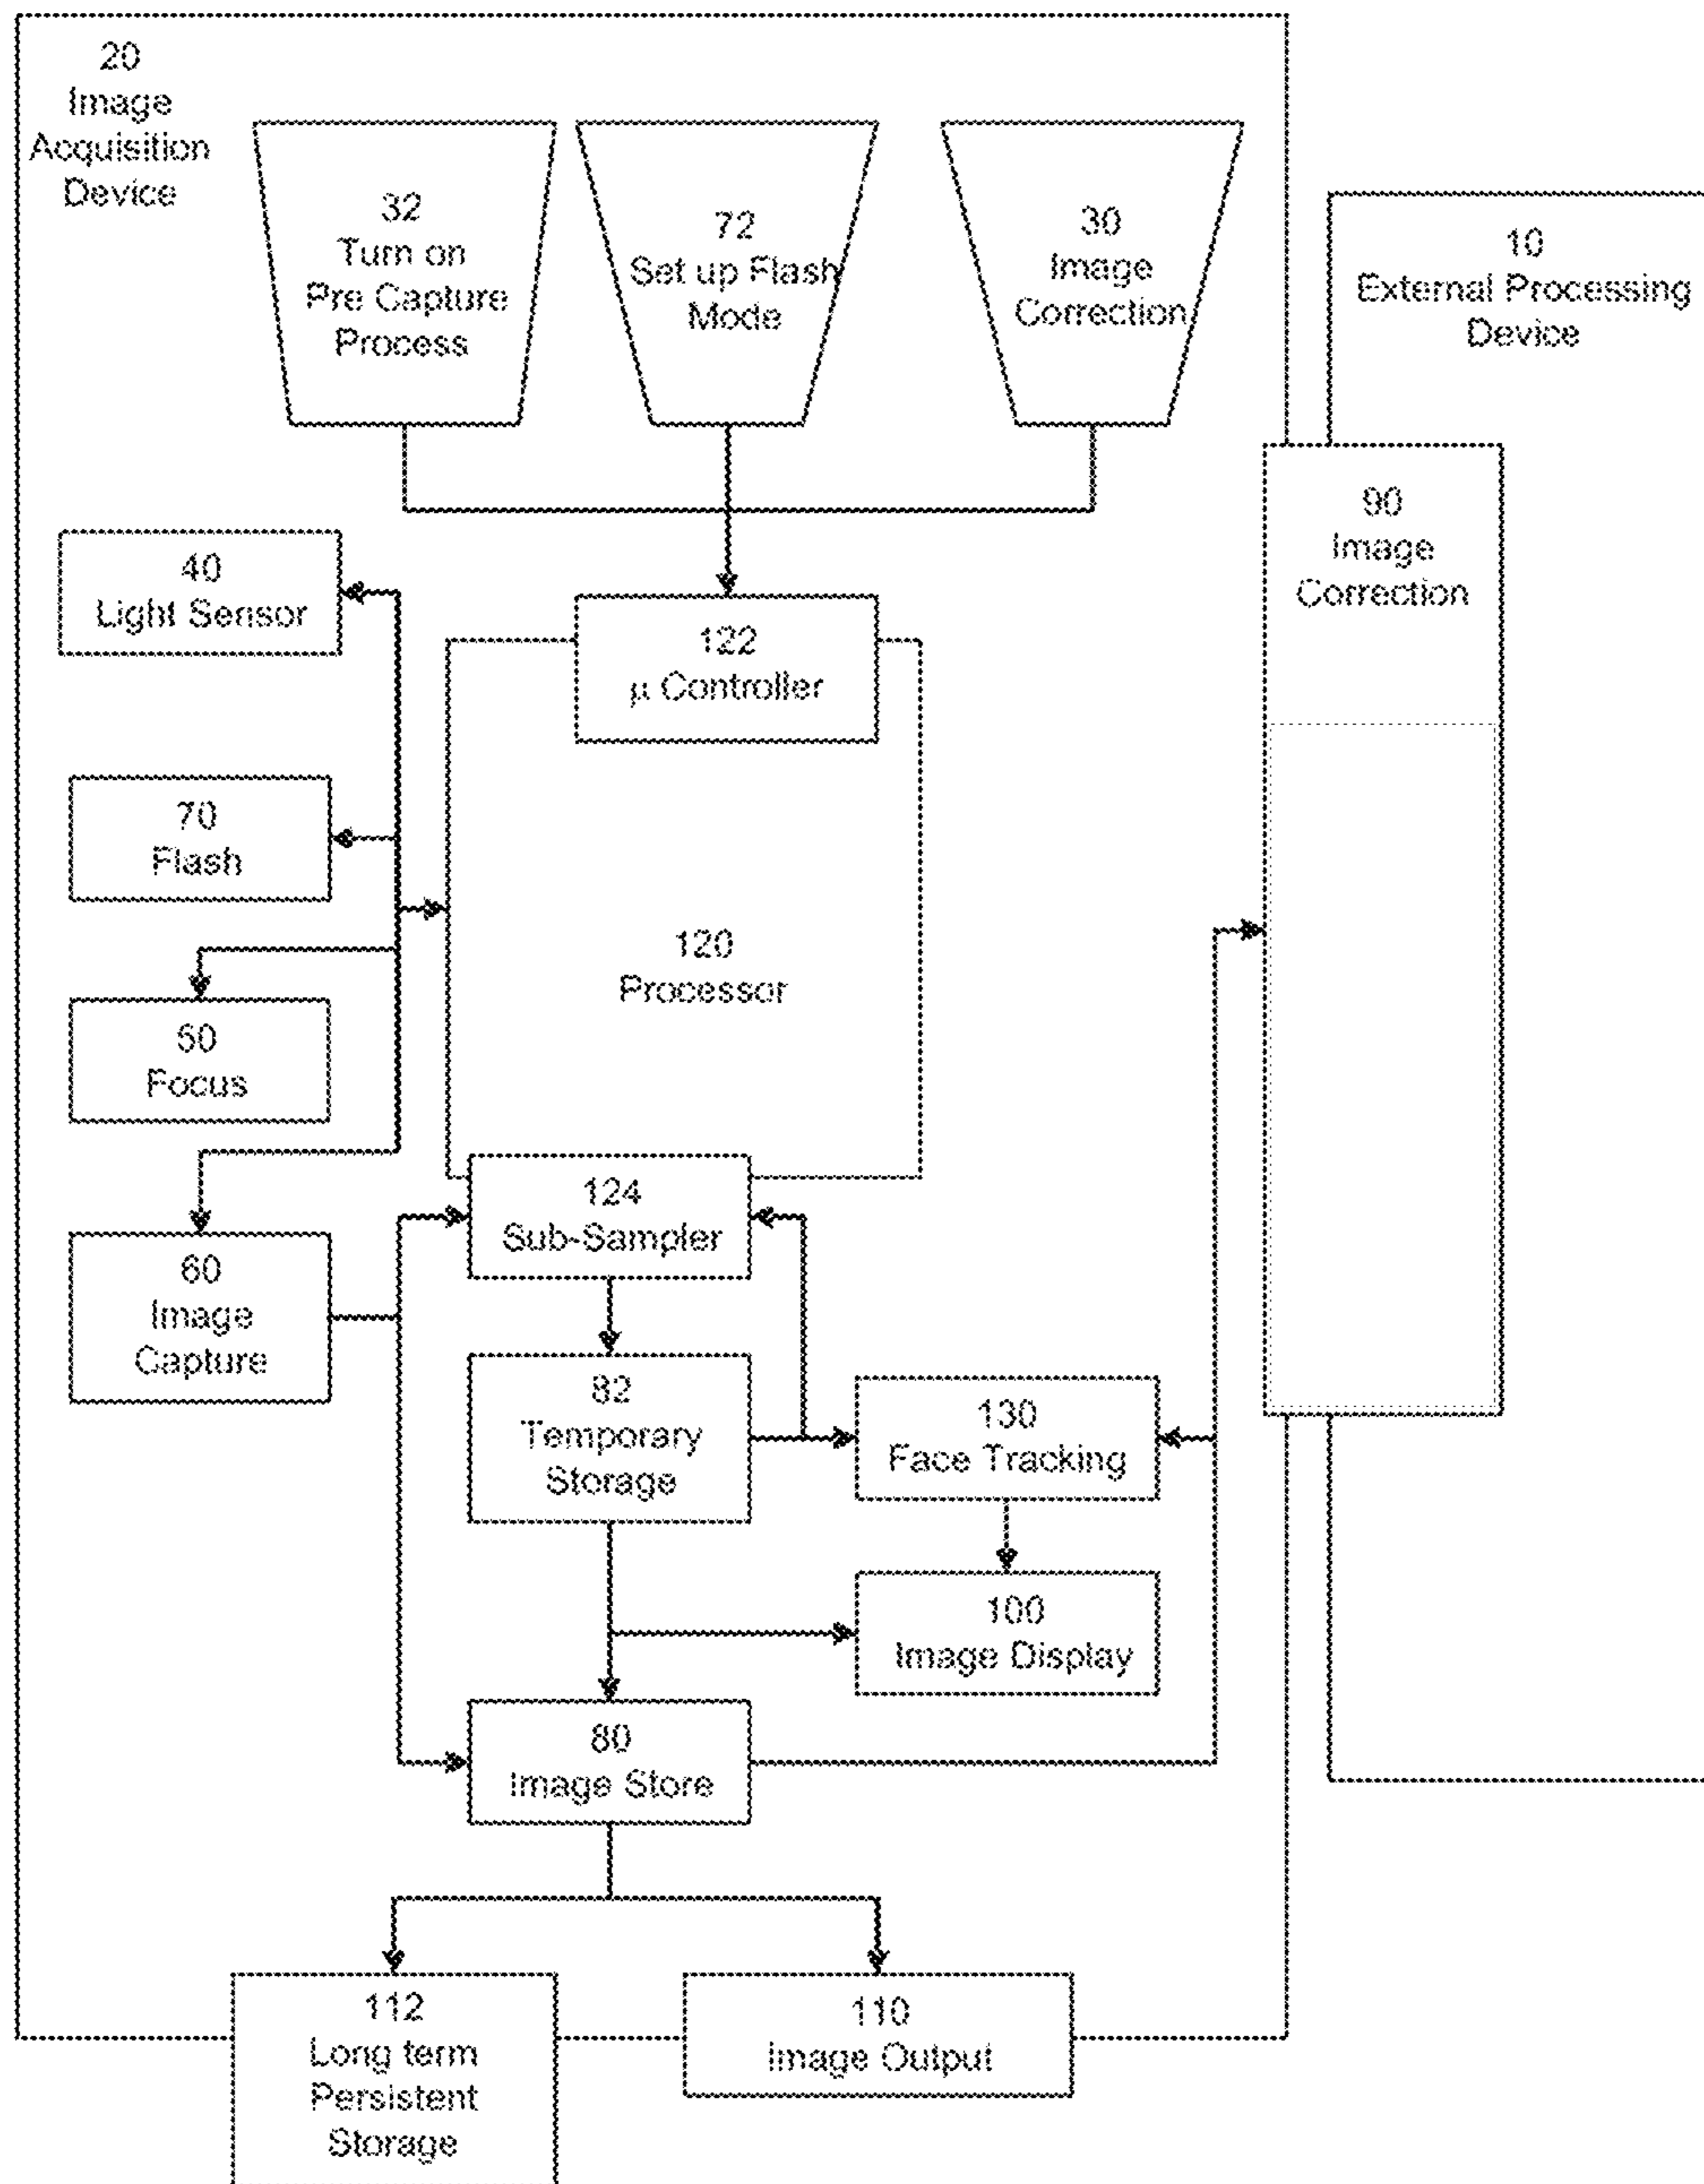 20
Image
Acquisition
Device
32
Turn on
Pre Capture
Process
72
Set up Flash
Mode
30
Image
Correction
10
External Processing
Device
90
Image
Correction
40
Light Sensor
122
μ Controller
70
Flash
120
Processor
50
Focus
124
Sub-Sampler
60
Image
Capture
82
Temporary
Storage
130
Face Tracking
100
Image Display
80
Image Store
112
Long term
Persistent
Storage
110
Image Output